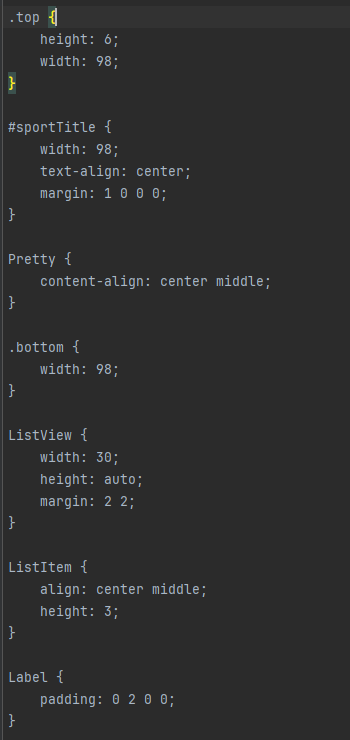 .top {
    height: 6;
    width: 98;
}

#sportTitle {
    width: 98;
    text-align: center;
    margin: 1 0 0 0;
}

Pretty {
    content-align: center middle;
}

.bottom {
    width: 98;
}

ListView {
    width: 30;
    height: auto;
    margin: 2 2;
}

ListItem {
    align: center middle;
    height: 3;
}

Label {
    padding: 0 2 0 0;
}